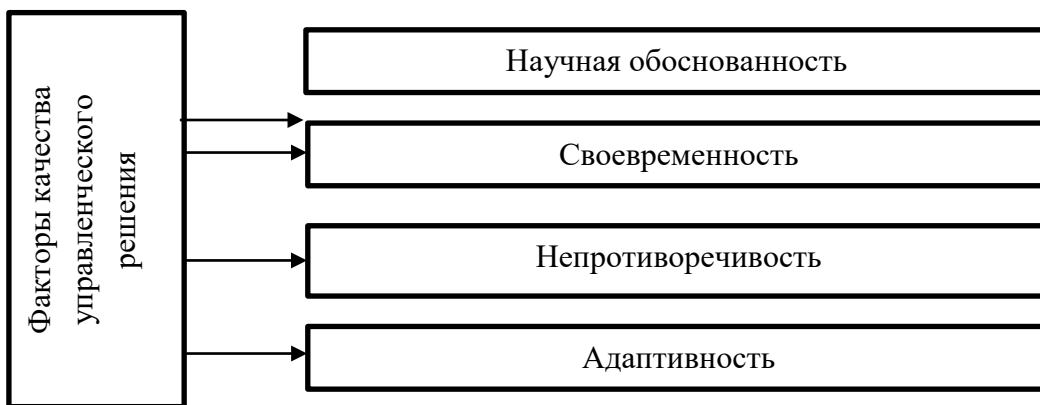 Факторы качества
управленческого
решения
Научная обоснованность
Своевременность
Непротиворечивость
Адаптивность